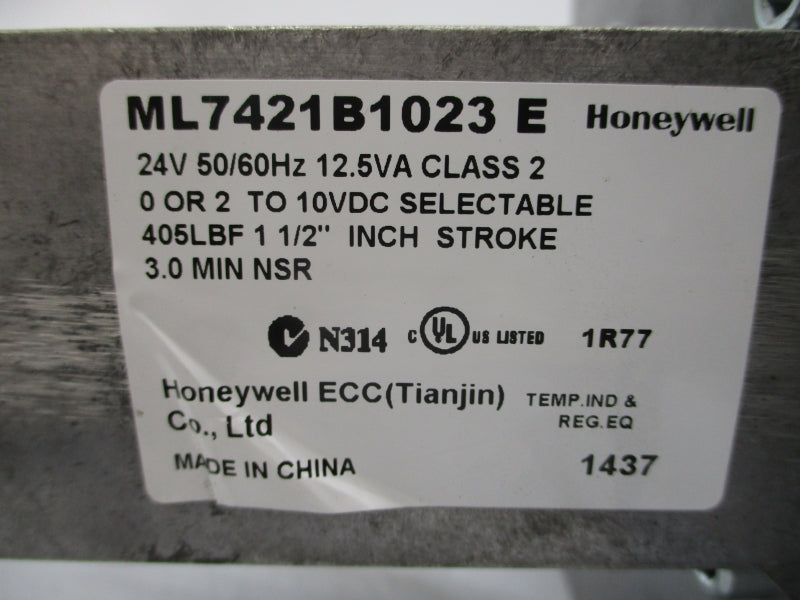 ML7421B1023 E Honeywell
24V 50/60Hz 12.5VA CLASS 2
0 OR 2 TO 10VDC SELECTABLE
405LBF 1 1/2" INCH STROKE
3.0 MIN NSR
N314 C UL US LISTED 1R77
Honeywell ECC(Tianjin) TEMP.IND &
Co., Ltd REG.EQ
MADE IN CHINA 1437